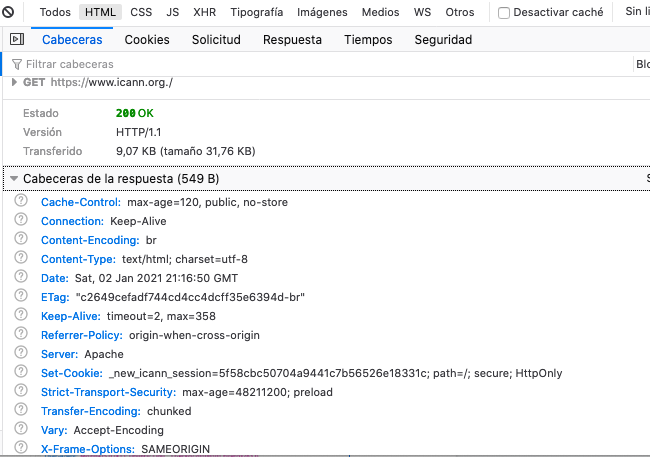 Todos HTML CSS JS XHR Tipografía Imágenes Medios WS Otros Desactivar caché Sin lí
Cabeceras Cookies Solicitud Respuesta Tiempos Seguridad
Filtrar cabeceras Blo
GET https://www.icann.org./
Estado 200 OK
Versión HTTP/1.1
Transferido 9,07 KB (tamaño 31,76 KB)
Cabeceras de la respuesta (549 B)
Cache-Control: max-age=120, public, no-store
Connection: Keep-Alive
Content-Encoding: br
Content-Type: text/html; charset=utf-8
Date: Sat, 02 Jan 2021 21:16:50 GMT
ETag: "c2649cefadf744cd4cc4dcff35e6394d-br"
Keep-Alive: timeout=2, max=358
Referrer-Policy: origin-when-cross-origin
Server: Apache
Set-Cookie: _new_icann_session=5f58cbc50704a9441c7b56526e18331c; path=/; secure; HttpOnly
Strict-Transport-Security: max-age=48211200; preload
Transfer-Encoding: chunked
Vary: Accept-Encoding
X-Frame-Options: SAMEORIGIN